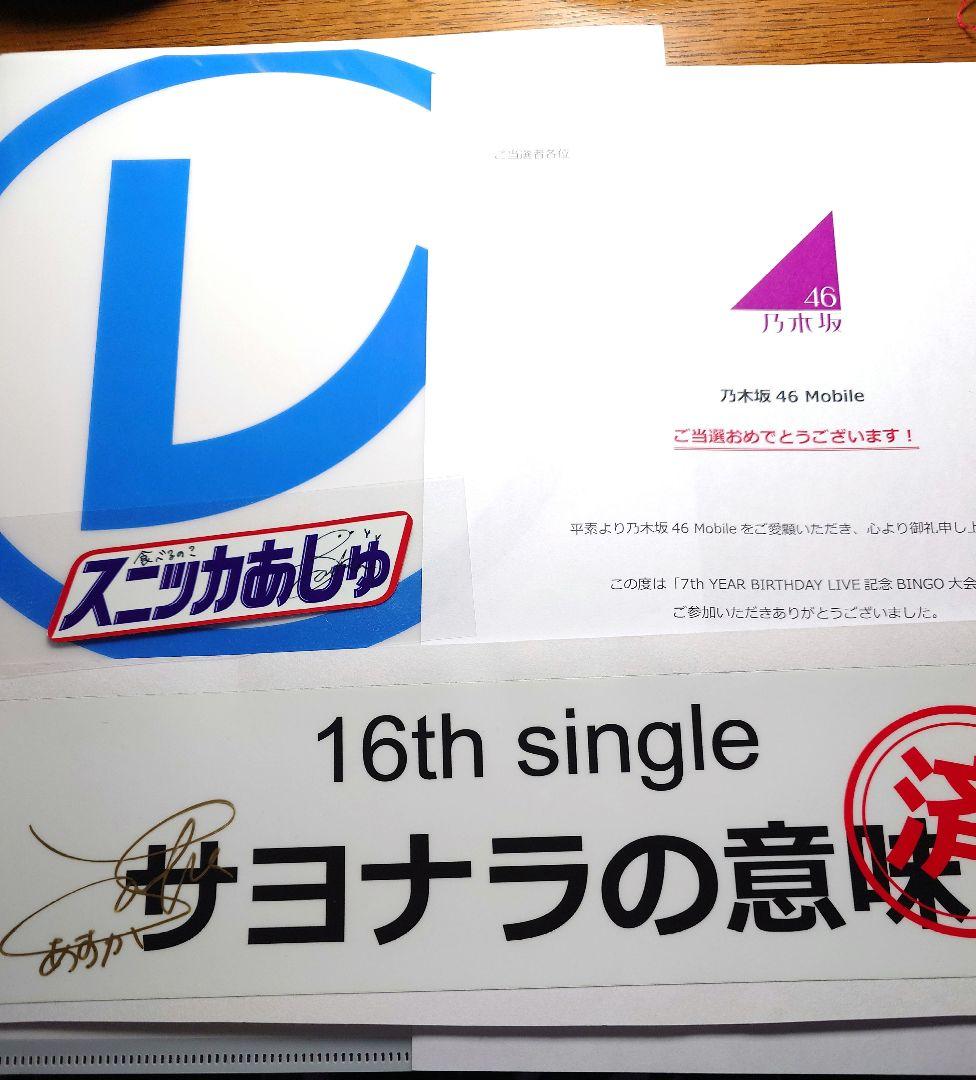 レ
ご当選者各位
46
乃木坂
乃木坂46 Mobile
ご当選おめでとうございます！
平素より乃木坂46 Mobileをご愛顧いただき、心より御礼申し上
この度は「7th YEAR BIRTHDAY LIVE 記念 BINGO 大会
ご参加いただきありがとうございました。
食べるの？
スニッカあしゅ
16th single
サヨナラの意味
済
あすか